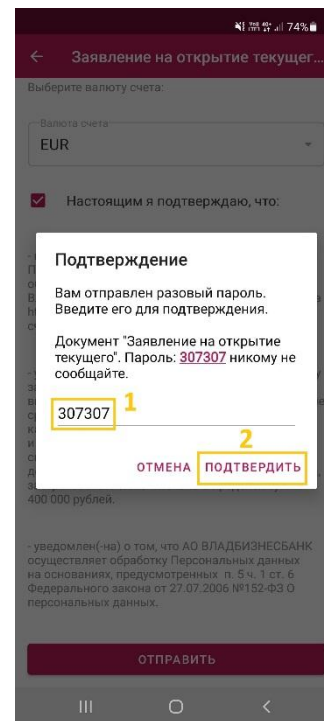 74%
Заявление на открытие текущег...
Выберите валюту счета:
Валюта счета
EUR
Настоящим я подтверждаю, что:
Подтверждение
Вам отправлен разовый пароль.
Введите его для подтверждения.
Документ "Заявление на открытие
текущего". Пароль: 307307 никому не
сообщайте.
307307
1
2
ОТМЕНА
ПОДТВЕРДИТЬ
400 000 рублей.
- уведомлен(-на) о том, что АО ВЛАДБИЗНЕСБАНК
осуществляет обработку Персональных данных
на основаниях, предусмотренных п. 5 ч. 1 ст. 6
Федерального закона от 27.07.2006 №152-ФЗ О
персональных данных.
ОТПРАВИТЬ